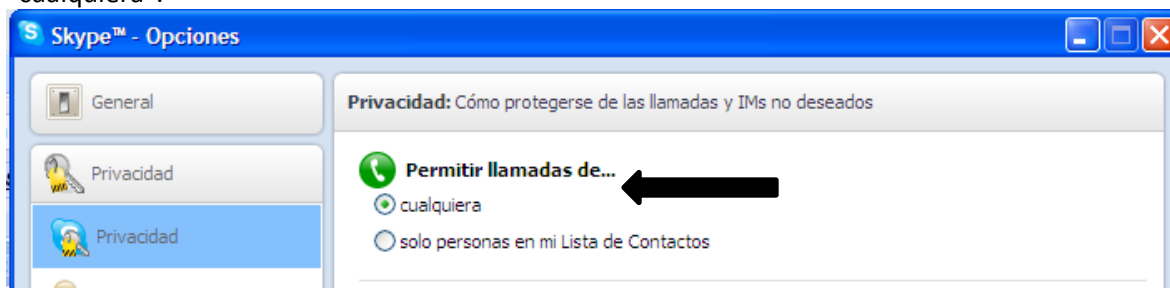 cualquiera".
Skype™ - Opciones
General
Privacidad: Cómo protegerse de las llamadas y IMs no deseados
Privacidad
Permitir llamadas de...
cualquiera
Privacidad
solo personas en mi Lista de Contactos